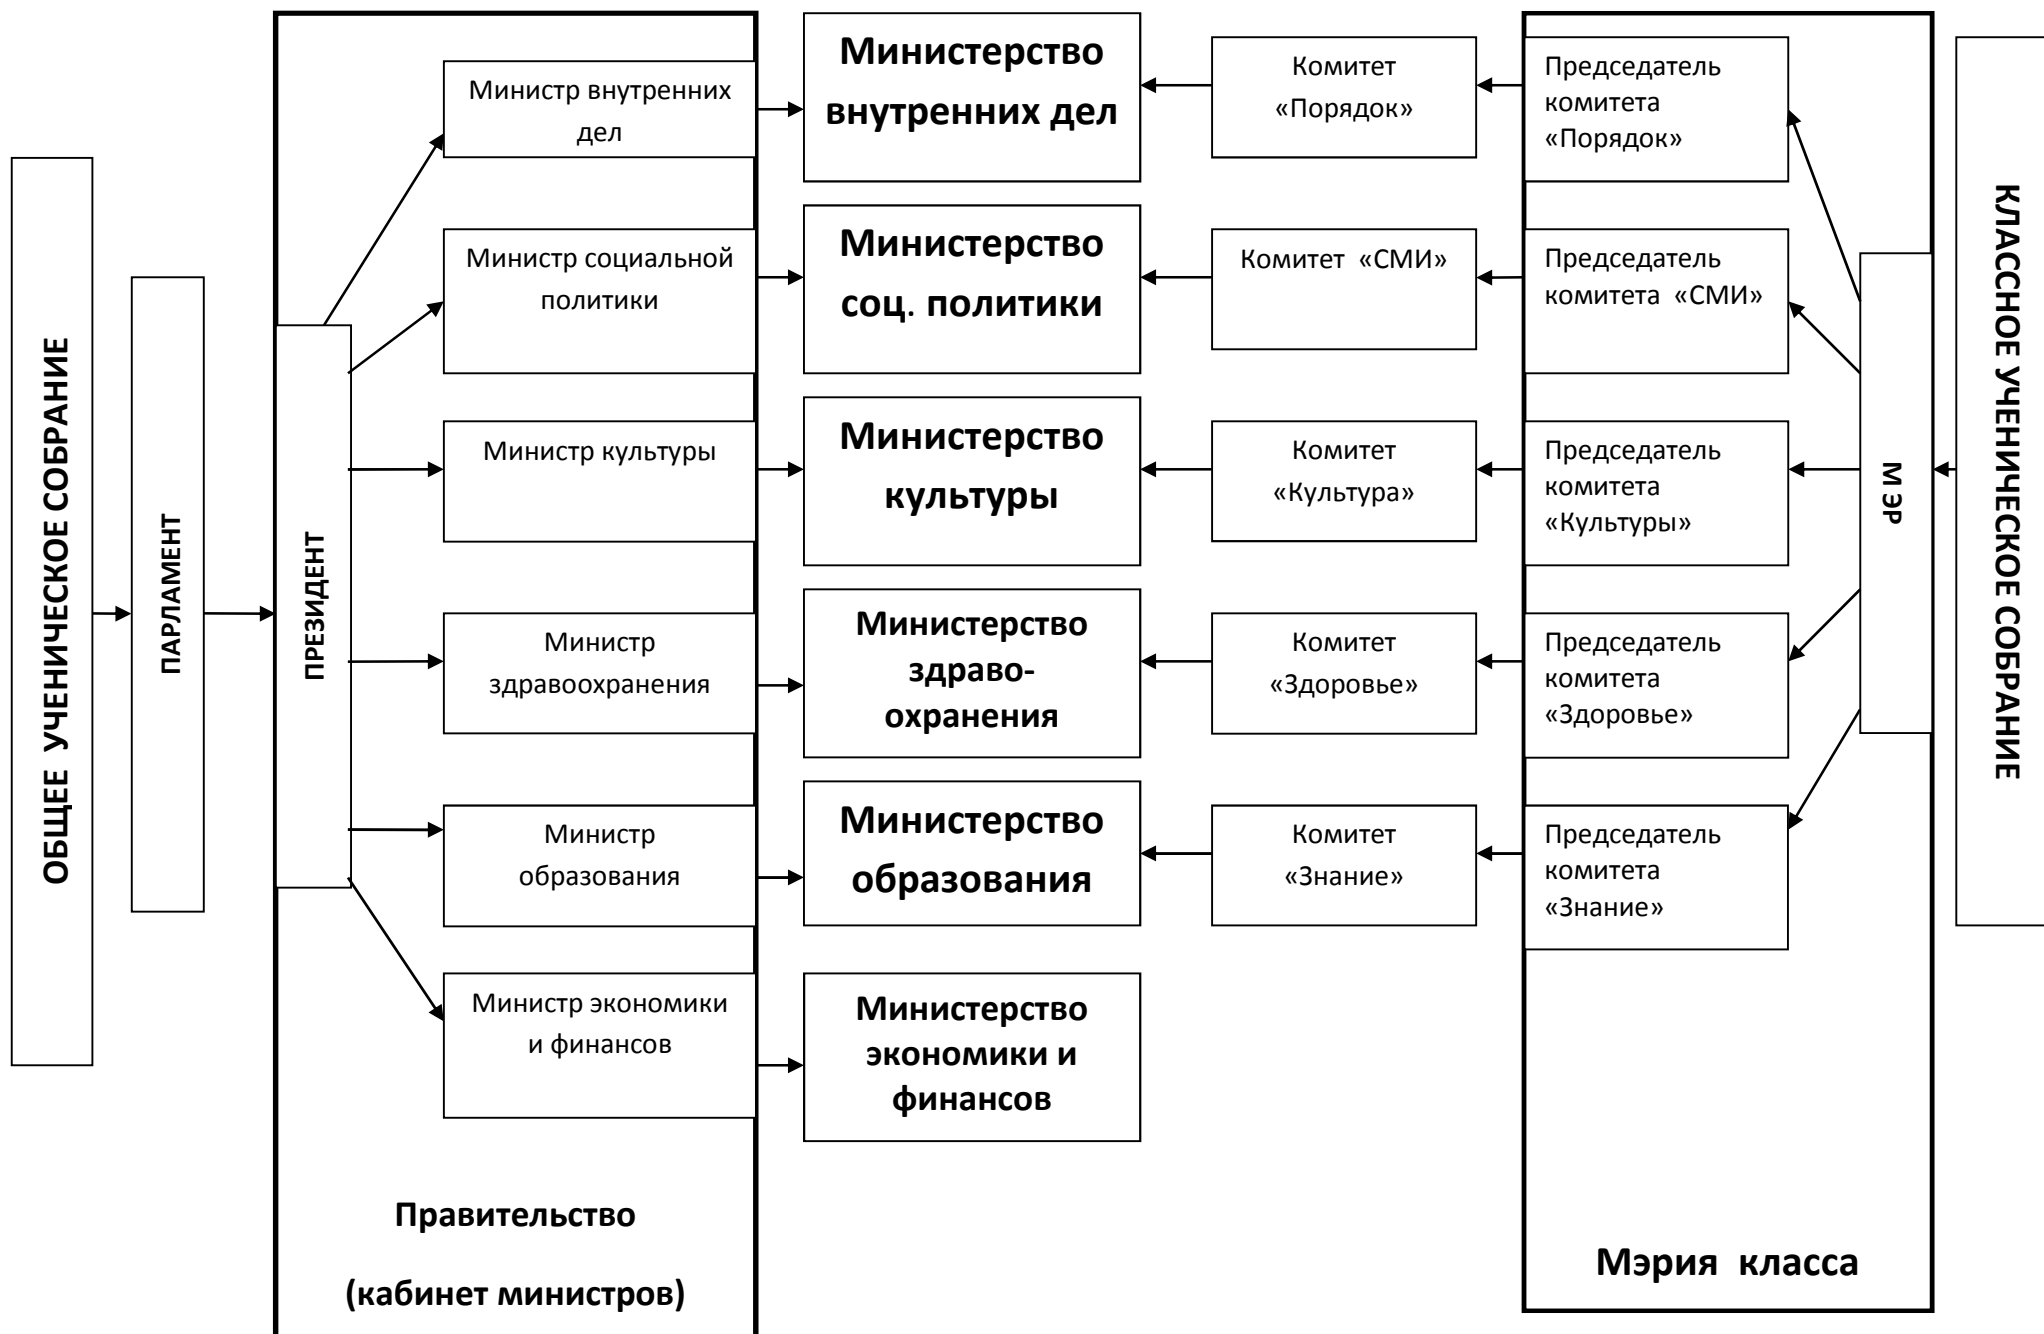 ОБЩЕЕ УЧЕНИЧЕСКОЕ СОБРАНИЕ
ПАРЛАМЕНТ
ПРЕЗИДЕНТ
Министр внутренних
дел
Министр социальной
политики
Министр культуры
Министр
здравоохранения
Министр
образования
Министр экономики
и финансов
Правительство
(кабинет министров)
Министерство
внутренних дел
Министерство
соц. политики
Министерство
культуры
Министерство
здраво-
охранения
Министерство
образования
Министерство
экономики и
финансов
Комитет
«Порядок»
Комитет «СМИ»
Комитет
«Культура»
Комитет
«Здоровье»
Комитет
«Знание»
Председатель
комитета
«Порядок»
Председатель
комитета «СМИ»
Председатель
комитета
«Культуры»
Председатель
комитета
«Здоровье»
Председатель
комитета
«Знание»
Мэрия класса
М ЭР
КЛАССНОЕ УЧЕНИЧЕСКОЕ СОБРАНИЕ